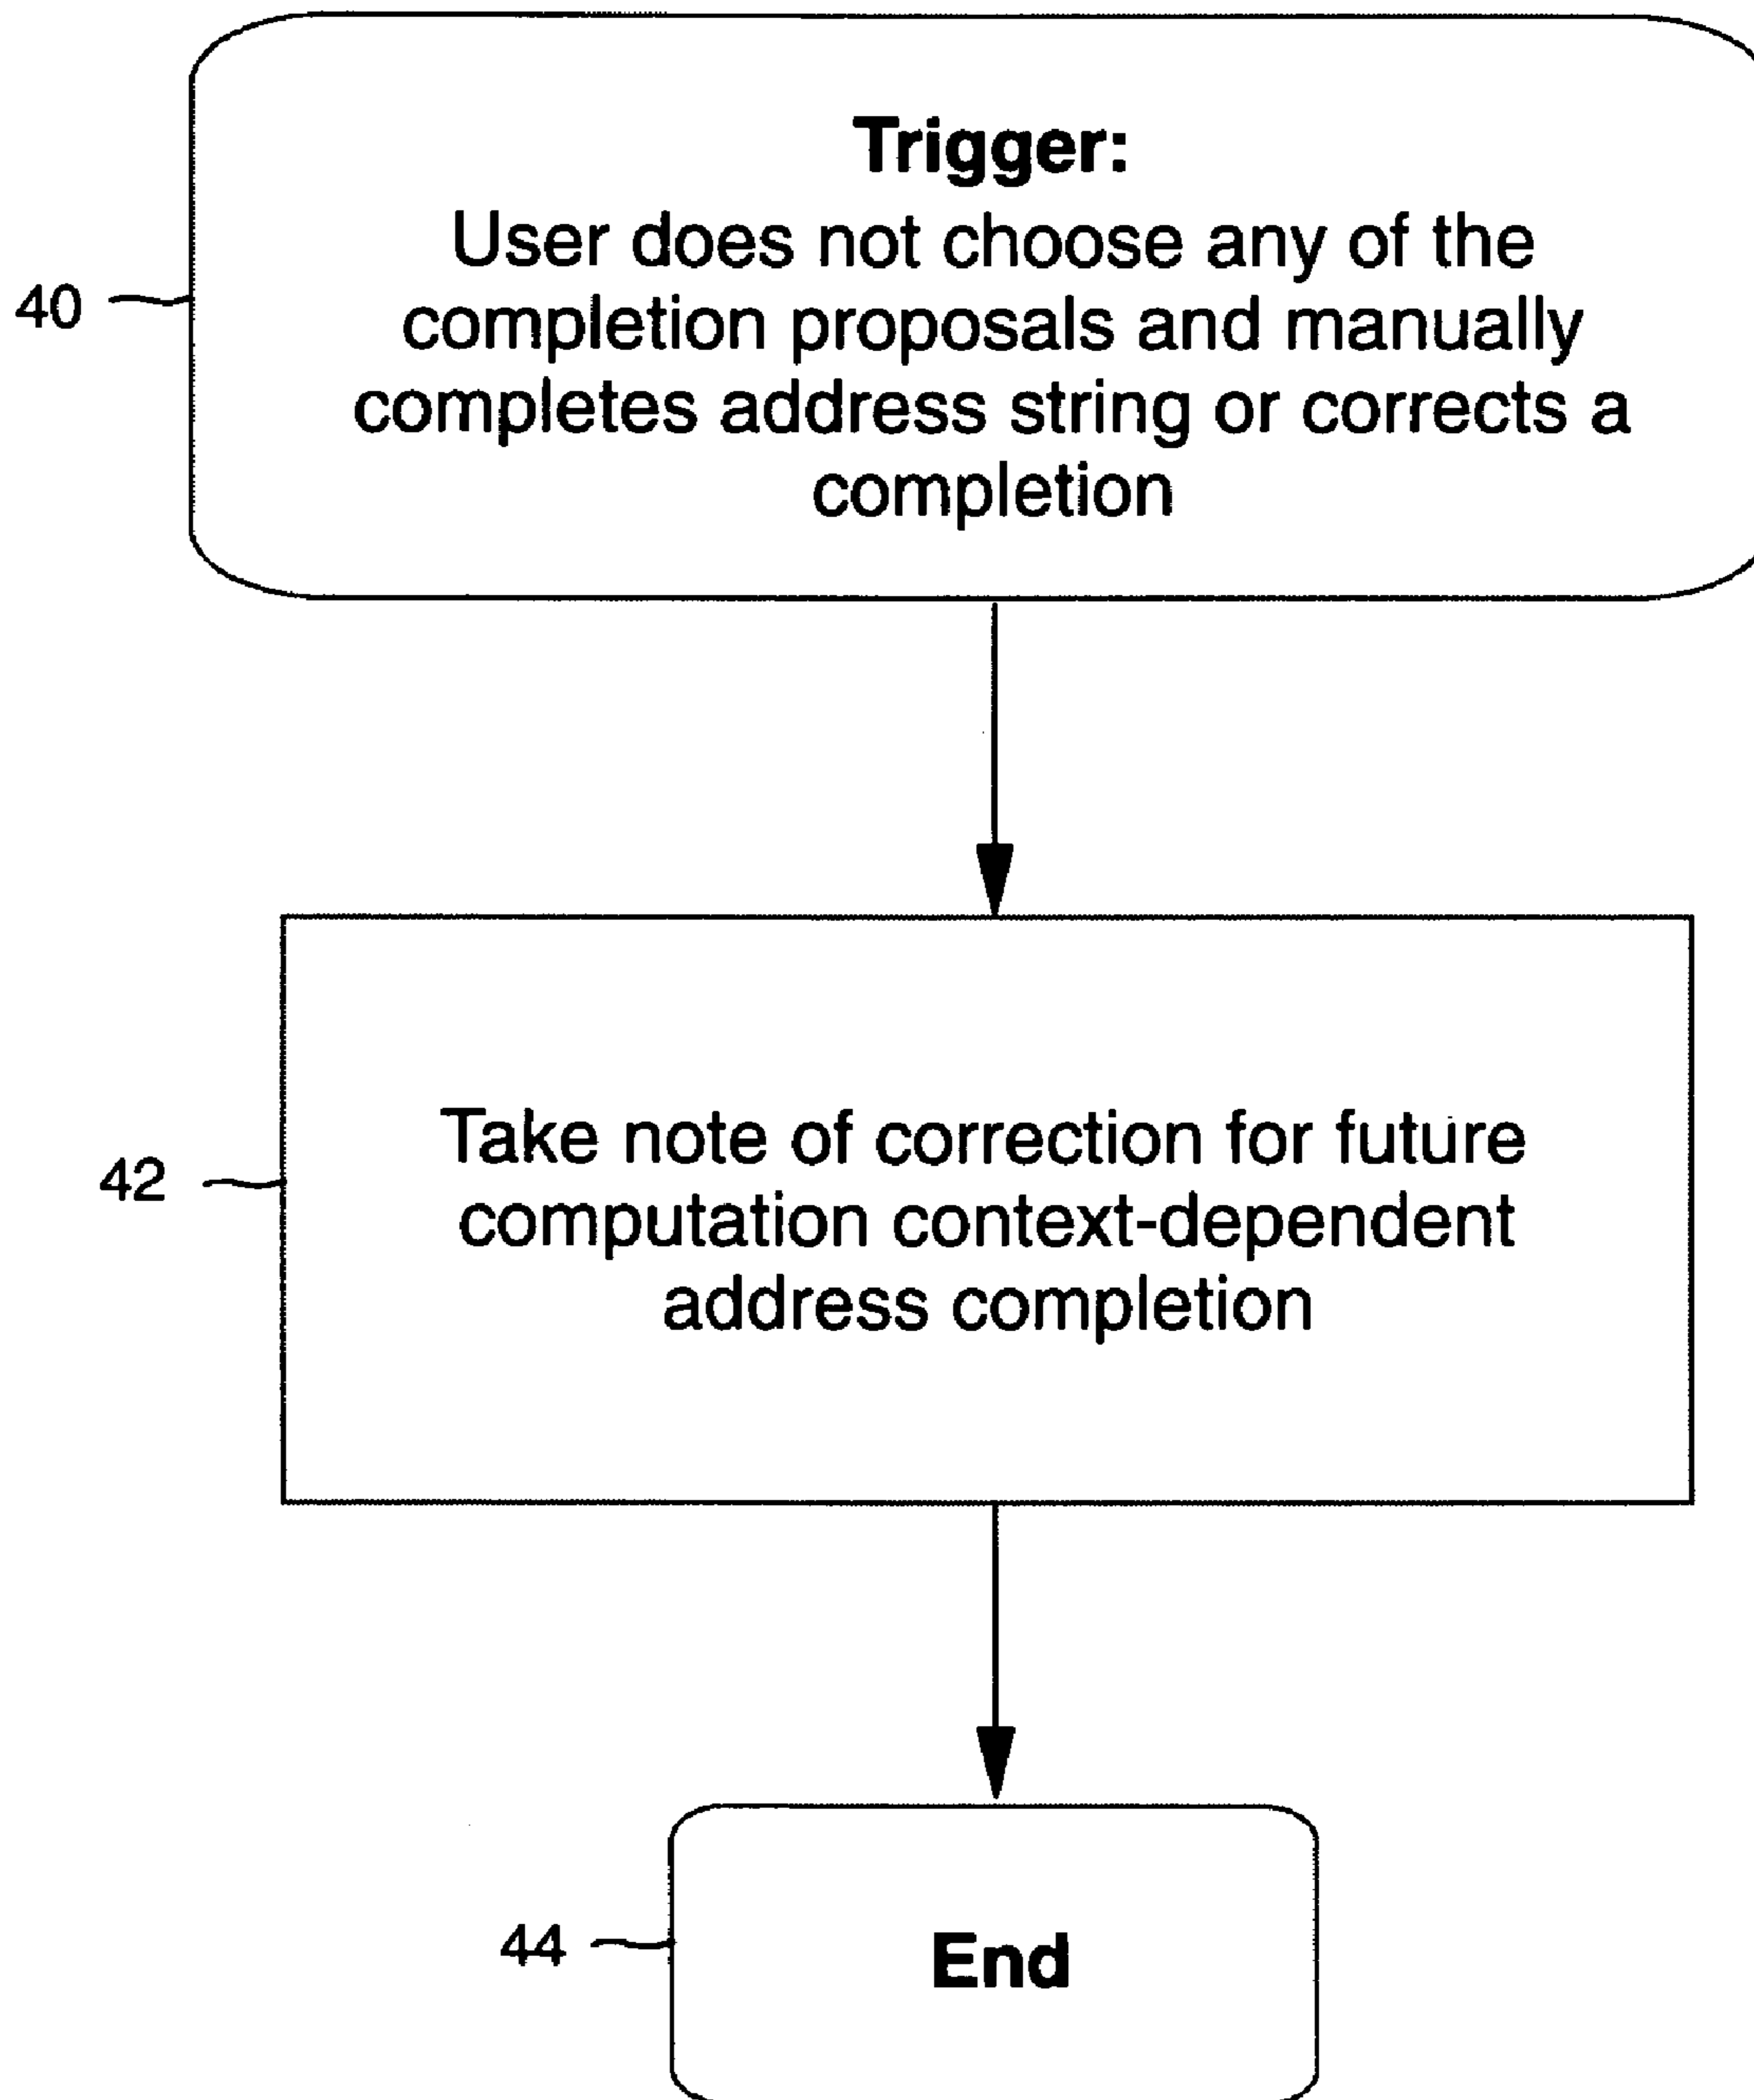 Trigger:
User does not choose any of the
completion proposals and manually
completes address string or corrects a
completion
40
Take note of correction for future
computation context-dependent
address completion
42
End
44